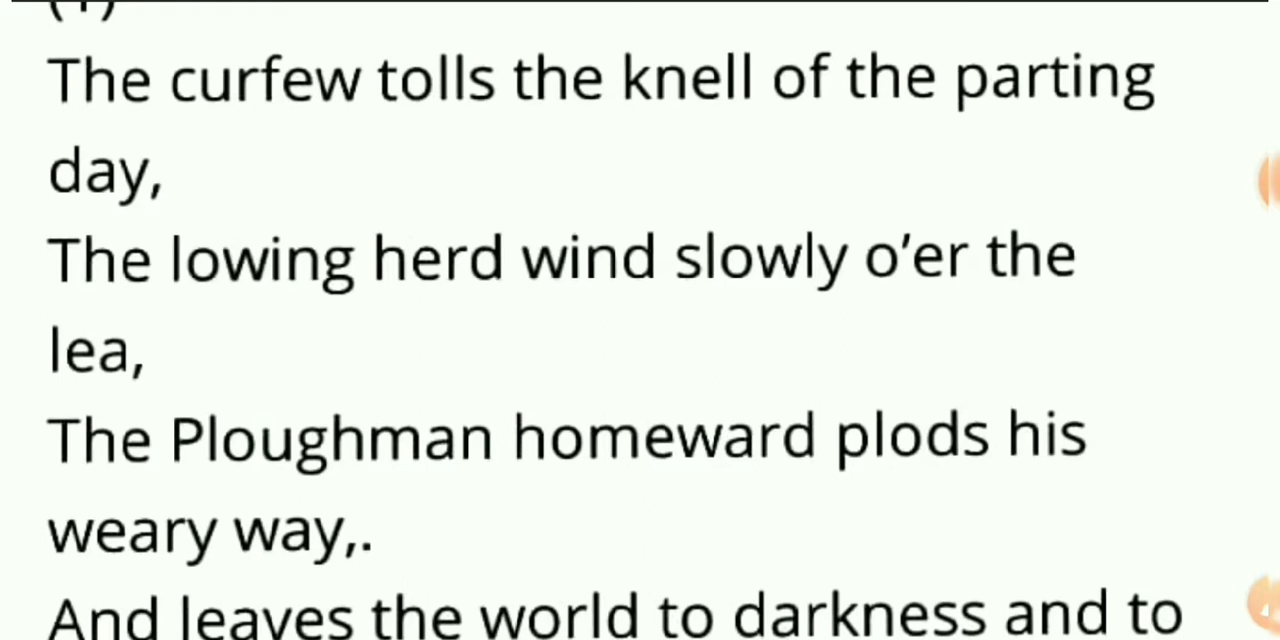 The curfew tolls the knell of the parting
day,
The lowing herd wind slowly o’er the
lea,
The Ploughman homeward plods his
weary way,.
And leaves the world to darkness and to